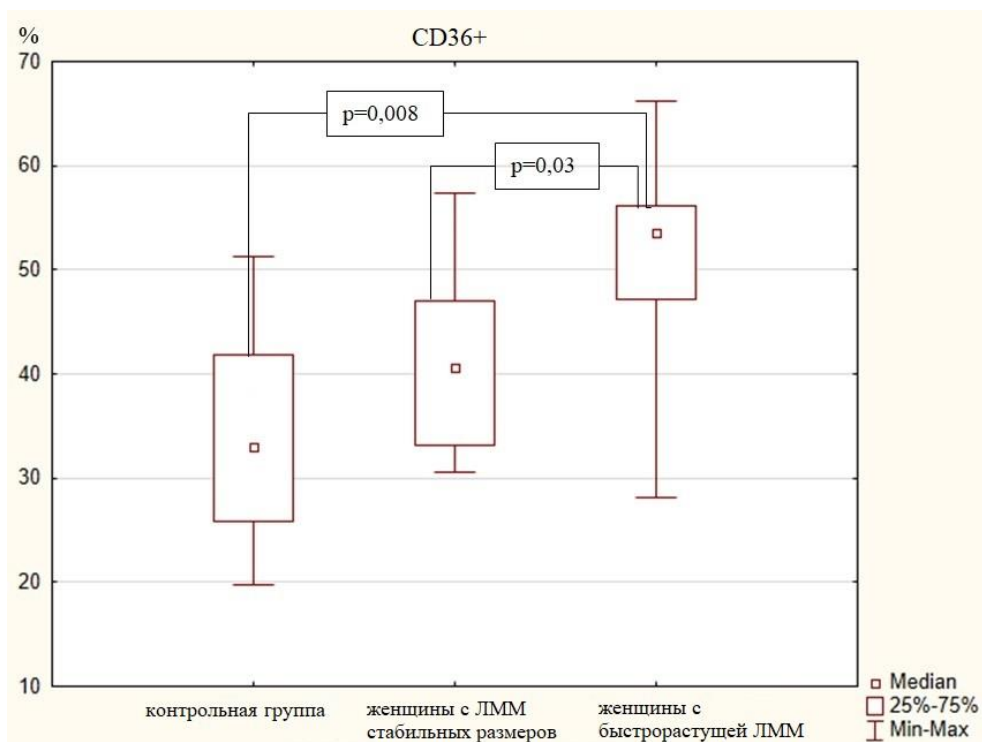 %
CD36+
70
p=0,008
60
p=0,03
50
40
30
20
10
контрольная группа
женщины с ЛММ
стабильных размеров
женщины с
быстрорастущей ЛММ
Median
25%-75%
Min-Max